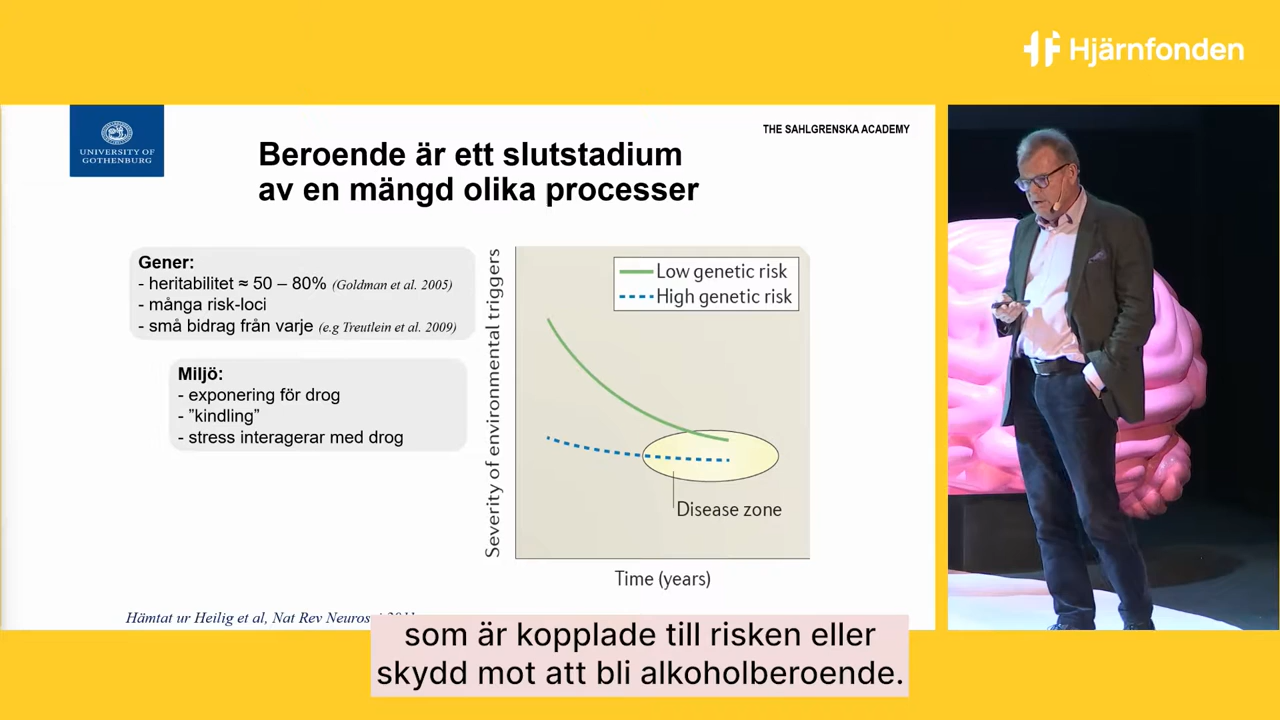 Hjärnfonden
UNIVERSITY OF
GOTHENBURG
THE SAHLGRENSKA ACADEMY
Beroende är ett slutstadium
av en mängd olika processer
Gener:
- heritabilitet ≈ 50 – 80% (Goldman et al. 2005)
- många risk-loci
- små bidrag från varje (e.g Treutlein et al. 2009)
Miljö:
- exponering för drog
- ”kindling”
- stress interagerar med drog
Severity of environmental triggers
Low genetic risk
High genetic risk
Disease zone
Time (years)
Hämtat ur Heilig et al, Nat Rev
som är kopplade till risken eller
skydd mot att bli alkoholberoende.